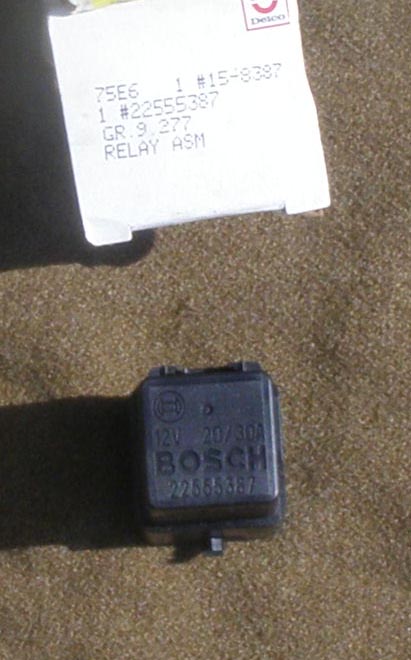 Delco
75E6 1 #15-8387
1 #22555387
GR.9.277
RELAY ASM
12V 20/30A
BOSCH
22555387